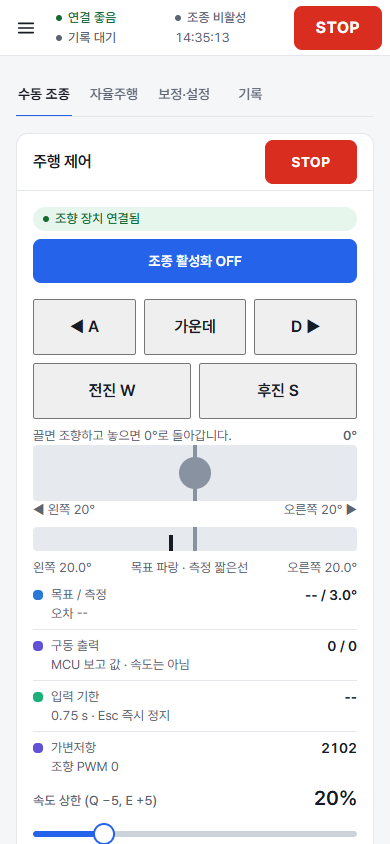 연결 좋음
조종 비활성
기록 대기
14:35:13
STOP
수동 조종
자율주행
보정·설정
기록
주행 제어
STOP
조향 장치 연결됨
조종 활성화 OFF
◀ A
가운데
D ▶
전진 W
후진 S
끌면 조향하고 놓으면 0°로 돌아갑니다.
0°
◀ 왼쪽 20°
오른쪽 20° ▶
왼쪽 20.0°
목표 파랑 · 측정 짧은선
오른쪽 20.0°
목표 / 측정
-- / 3.0°
오차 --
구동 출력
0 / 0
MCU 보고 값 · 속도는 아님
입력 기한
--
0.75 s · Esc 즉시 정지
가변저항
2102
조향 PWM 0
속도 상한 (Q −5, E +5)
20%